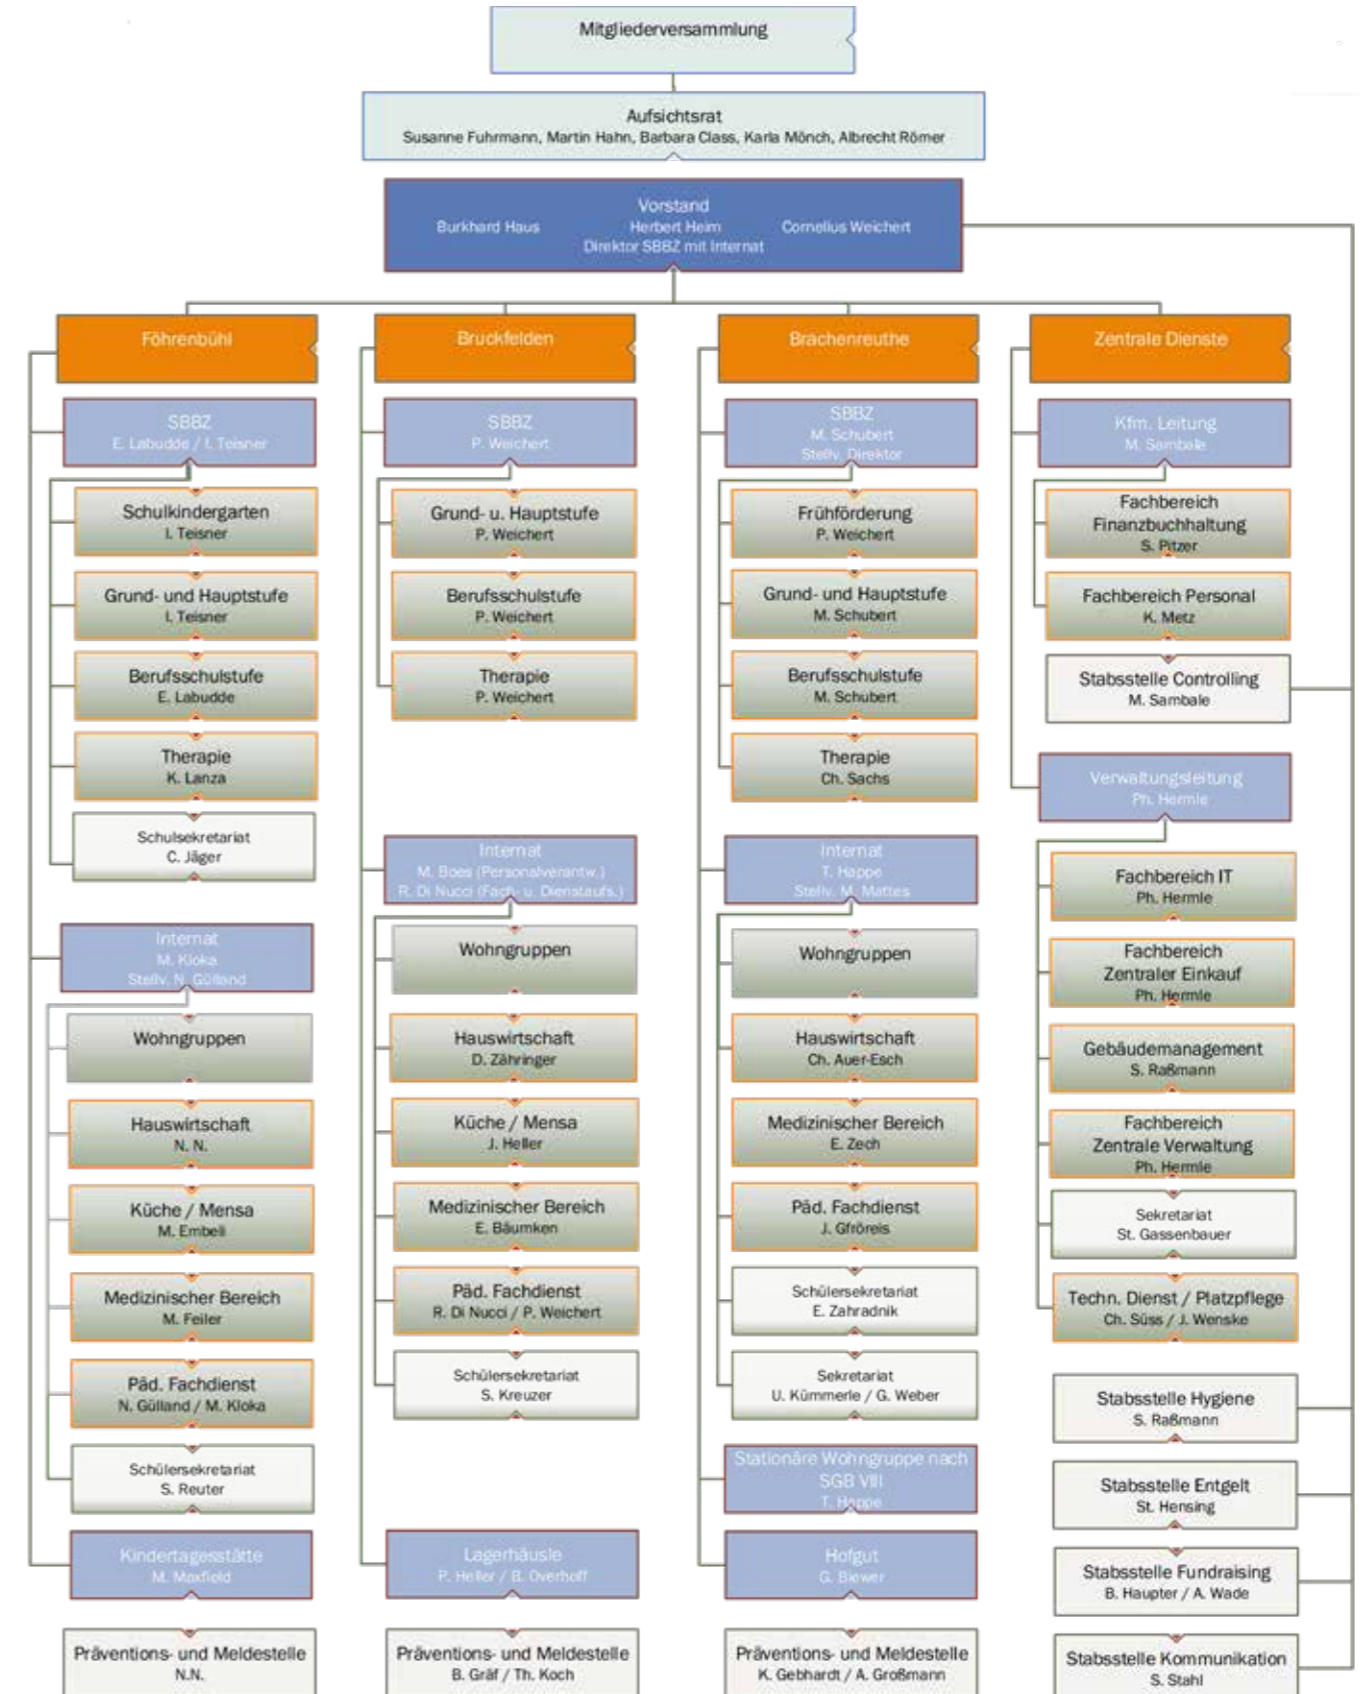 Mitgliederversammlung
Aufsichtsrat
Susanne Fuhrmann, Martin Hahn, Barbara Class, Karla Mönch, Albrecht Römer
Vorstand
Burkhard Haus Herbert Heim Cornelius Weichert
Direktor SBBZ mit Internat
Föhrenbühl
SBBZ
E. Labudde / I. Teisner
Schulkindergarten
I. Teisner
Grund- und Hauptstufe
I. Teisner
Berufsschulstufe
E. Labudde
Therapie
K. Lanza
Schulsekretariat
C. Jäger
Internat
M. Kloka
Stellv. N. Gülland
Wohngruppen
Hauswirtschaft
N. N.
Küche / Mensa
M. Embeli
Medizinischer Bereich
M. Feiler
Päd. Fachdienst
N. Gülland / M. Kloka
Schülersekretariat
S. Reuter
Kindertagesstätte
M. Maxfield
Präventions- und Meldestelle
N.N.
Bruckfelden
SBBZ
P. Weichert
Grund- u. Hauptstufe
P. Weichert
Berufsschulstufe
P. Weichert
Therapie
P. Weichert
Internat
M. Boes (Personalverantw.)
R. Di Nucci (Fach- u. Dienstaufs.)
Wohngruppen
Hauswirtschaft
D. Zähringer
Küche / Mensa
J. Heller
Medizinischer Bereich
E. Bäumken
Päd. Fachdienst
R. Di Nucci / P. Weichert
Schülersekretariat
S. Kreuzer
Lagerhäusle
P. Heller / B. Overhoff
Präventions- und Meldestelle
B. Gräf / Th. Koch
Brachenreuthe
SBBZ
M. Schubert
Stellv. Direktor
Frühförderung
P. Weichert
Grund- und Hauptstufe
M. Schubert
Berufsschulstufe
M. Schubert
Therapie
Ch. Sachs
Internat
T. Happe
Stellv. M. Mattes
Wohngruppen
Hauswirtschaft
Ch. Auer-Esch
Medizinischer Bereich
E. Zech
Päd. Fachdienst
J. Gfröreis
Schülersekretariat
E. Zahradnik
Sekretariat
U. Kümmerle / G. Weber
Stationäre Wohngruppe nach
SGB VIII
T. Happe
Hofgut
G. Biewer
Präventions- und Meldestelle
K. Gebhardt / A. Großmann
Zentrale Dienste
Kfm. Leitung
M. Sambale
Fachbereich
Finanzbuchhaltung
S. Pitzer
Fachbereich Personal
K. Metz
Stabsstelle Controlling
M. Sambale
Verwaltungsleitung
Ph. Hermle
Fachbereich IT
Ph. Hermle
Fachbereich
Zentraler Einkauf
Ph. Hermle
Gebäudemanagement
S. Raßmann
Fachbereich
Zentrale Verwaltung
Ph. Hermle
Sekretariat
St. Gassenbauer
Techn. Dienst / Platzpflege
Ch. Süss / J. Wenske
Stabsstelle Hygiene
S. Raßmann
Stabsstelle Entgelt
St. Hensing
Stabsstelle Fundraising
B. Haupter / A. Wade
Stabsstelle Kommunikation
S. Stahl